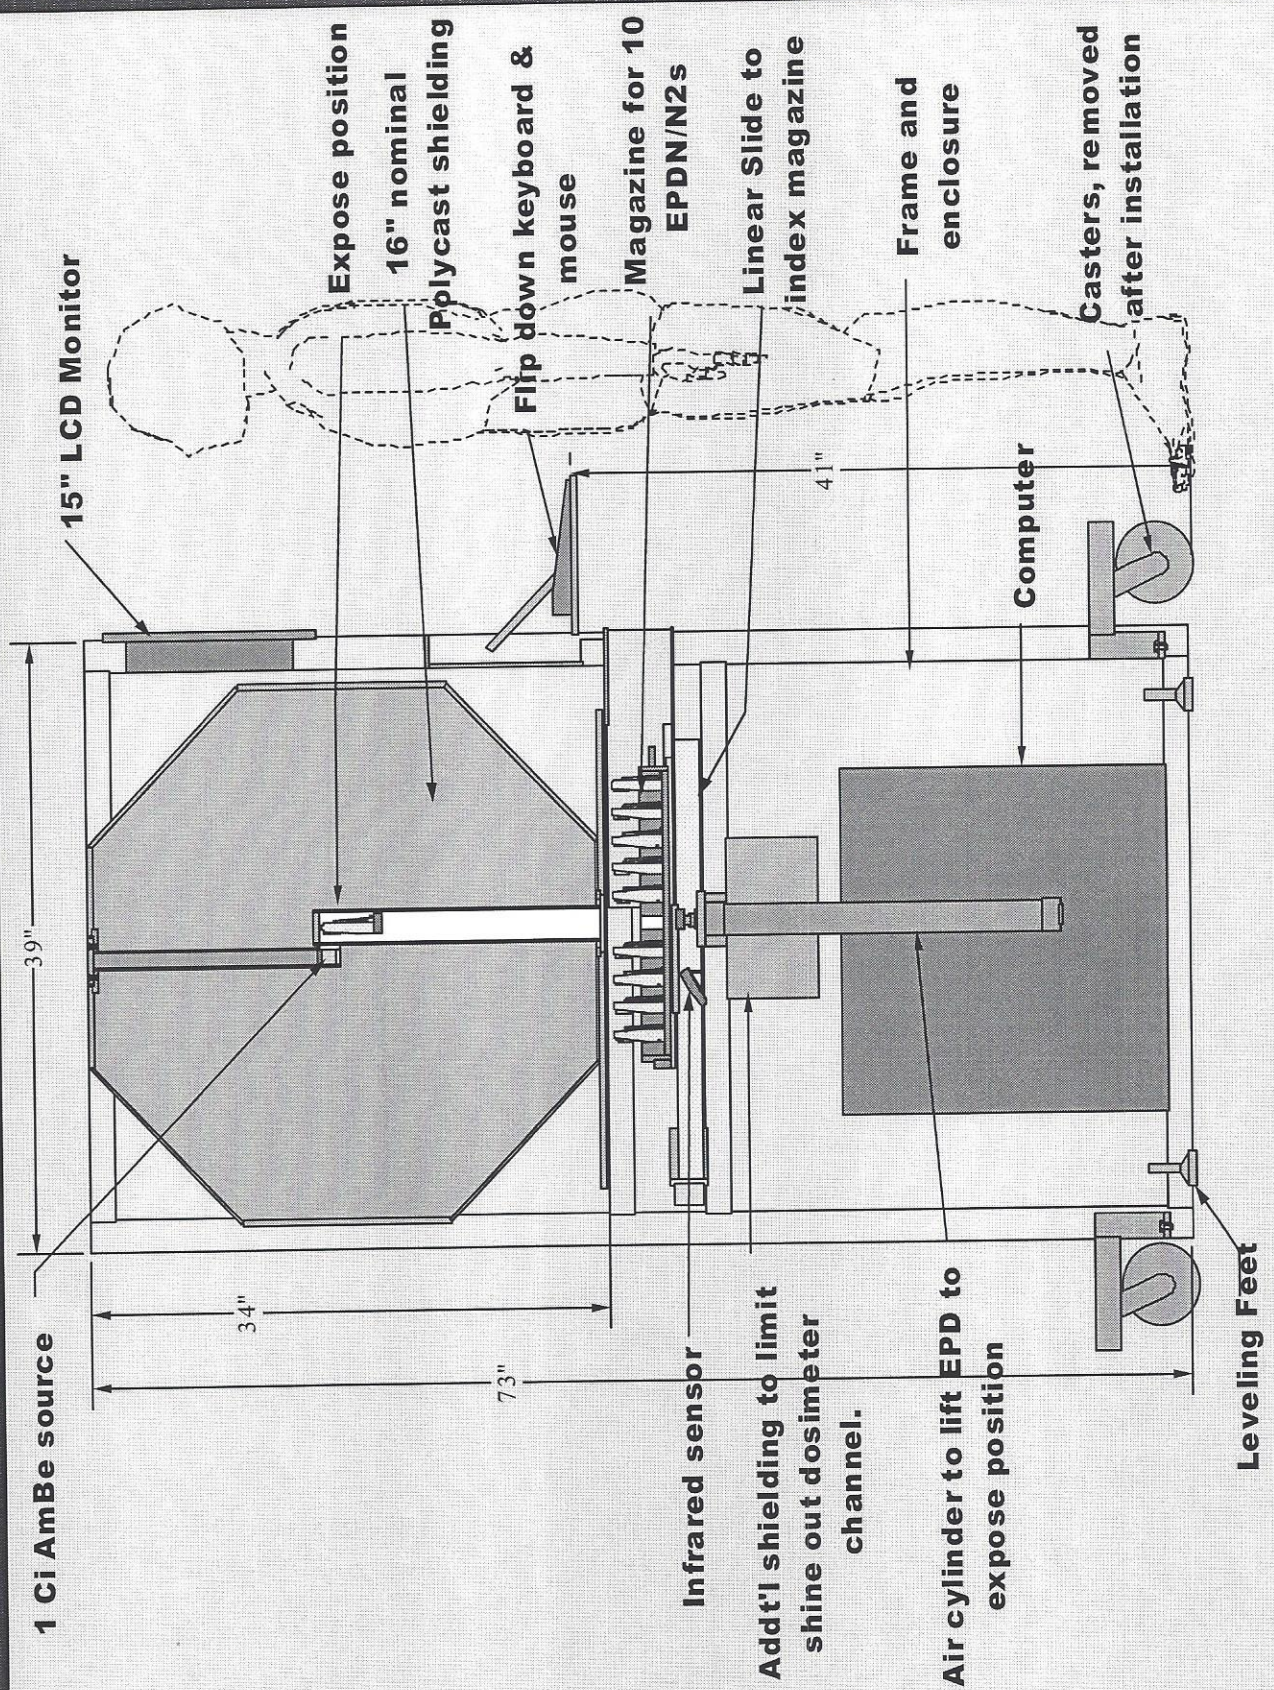 1 Ci AmBe source
15" LCD Monitor
Expose position
16" nominal
Polycast shielding
Flip down keyboard &
mouse
Magazine for 10
EPDN/N2s
Linear Slide to
index magazine
Frame and
enclosure
Casters, removed
after installation
39"
34"
73"
41"
Computer
Infrared sensor
Addt'l shielding to limit
shine out dosimeter
channel.
Air cylinder to lift EPD to
expose position
Leveling Feet